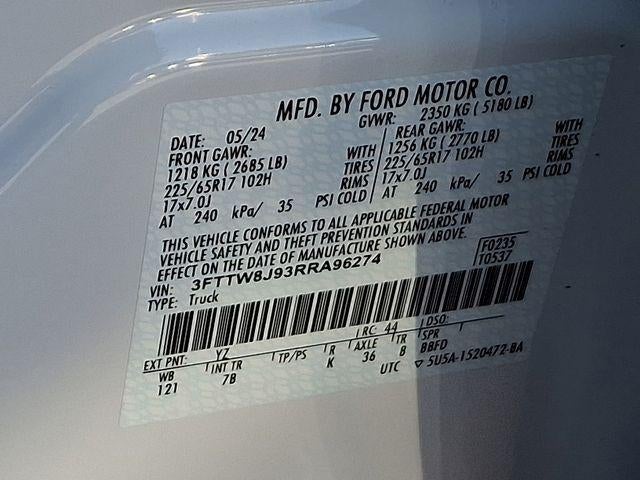 MFD. BY FORD MOTOR CO.
DATE: 05/24 GVWR: 2350 KG ( 5180 LB)
FRONT GAWR: REAR GAWR:
1218 KG ( 2685 LB) WITH 1256 KG ( 2770 LB) WITH
225/65R17 102H TIRES 225/65R17 102H TIRES
17x7.0J RIMS 17x7.0J RIMS
AT 240 kPa/ 35 PSI COLD AT 240 kPa/ 35 PSI COLD
THIS VEHICLE CONFORMS TO ALL APPLICABLE FEDERAL MOTOR
VEHICLE SAFETY AND THEFT PREVENTION STANDARDS IN
EFFECT ON THE DATE OF MANUFACTURE SHOWN ABOVE.
VIN: 3FTTW8J93RRA96274 F0235
TYPE: Truck T0537
EXT PNT: YZ RC: 44 DSO:
WB INT TR TP/PS R AXLE TR SPR
121 7B K 36 B BBFD
UTC ▽ 5U5A-1520472-BA